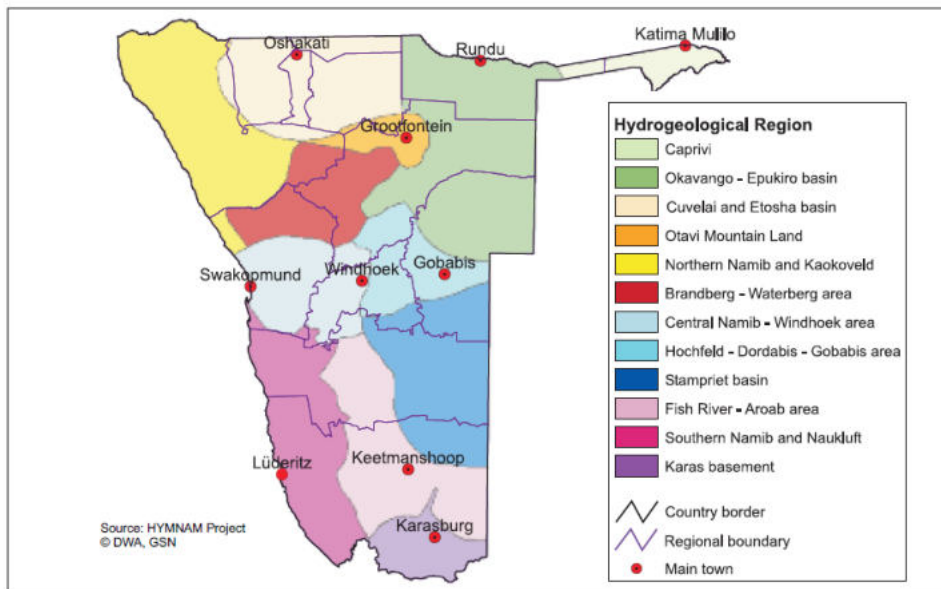 Oshakati
Rundu
Katima Mulilo
Grootfontein
Swakopmund
Windhoek
Gobabis
Lüderitz
Keetmanshoop
Karasburg
Source: HYMNAM Project
© DWA, GSN
Hydrogeological Region
Caprivi
Okavango - Epukiro basin
Cuvelai and Etosha basin
Otavi Mountain Land
Northern Namib and Kaokoveld
Brandberg - Waterberg area
Central Namib - Windhoek area
Hochfeld - Dordabis - Gobabis area
Stampriet basin
Fish River - Aroab area
Southern Namib and Naukluft
Karas basement
Country border
Regional boundary
Main town